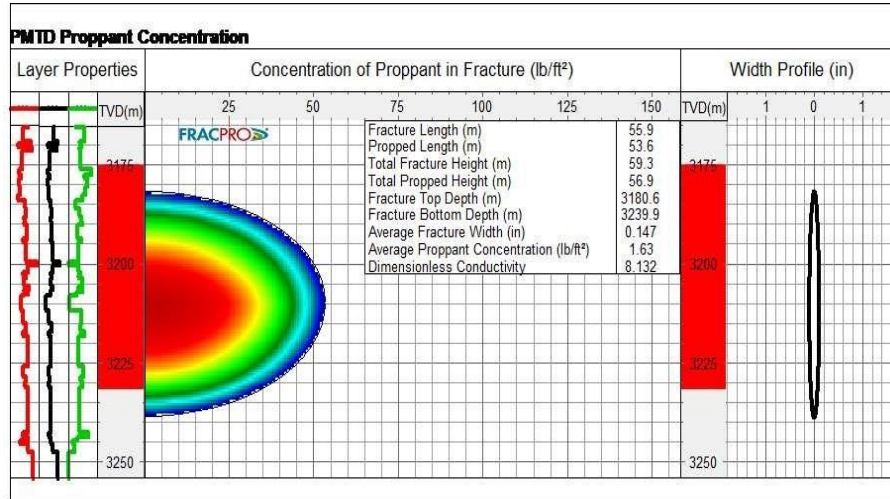 PMTD Proppant Concentration
Layer Properties
Concentration of Proppant in Fracture (lb/ft²)
Width Profile (in)
TVD(m)
25 50 75 100 125 150
TVD(m)
1 0 1
FRACPRO
Fracture Length (m) 55.9
Propped Length (m) 53.6
Total Fracture Height (m) 59.3
Total Propped Height (m) 56.9
Fracture Top Depth (m) 3180.6
Fracture Bottom Depth (m) 3239.9
Average Fracture Width (in) 0.147
Average Proppant Concentration (lb/ft²) 1.63
Dimensionless Conductivity 8.132
3175 3175
3200 3200
3225 3225
3250 3250